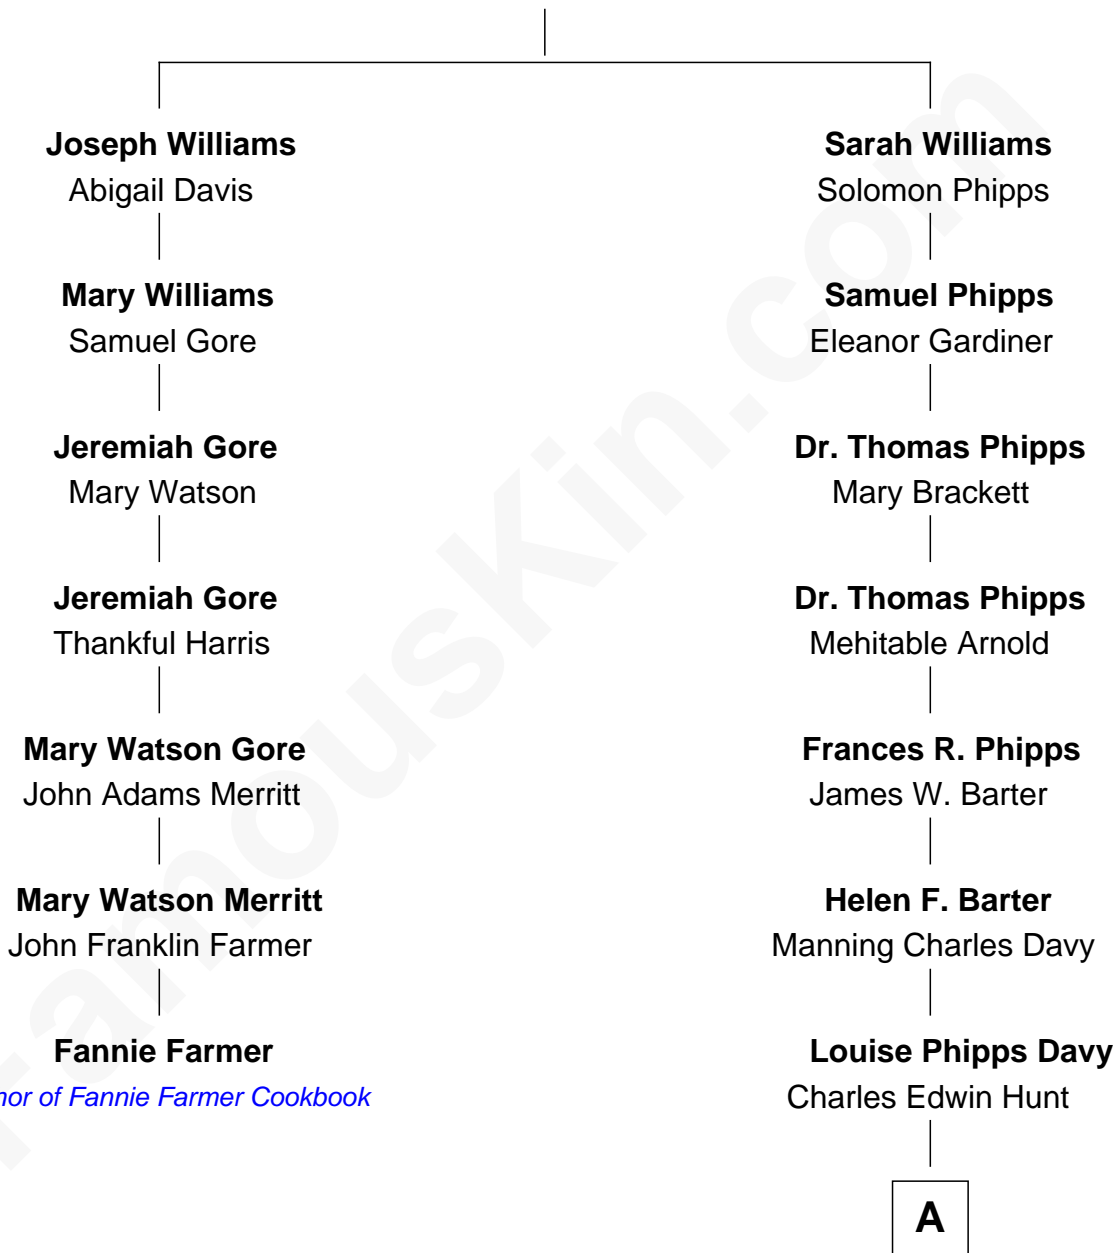 Joseph Williams
Abigail Davis
Mary Williams
Samuel Gore
Jeremiah Gore
Mary Watson
Jeremiah Gore
Thankful Harris
Mary Watson Gore
John Adams Merritt
Mary Watson Merritt
John Franklin Farmer
Fannie Farmer
of Fannie Farmer Cookbook
Sarah Williams
Solomon Phipps
Samuel Phipps
Eleanor Gardiner
Dr. Thomas Phipps
Mary Brackett
Dr. Thomas Phipps
Mehitable Arnold
Frances R. Phipps
James W. Barter
Helen F. Barter
Manning Charles Davy
Louise Phipps Davy
Charles Edwin Hunt
A
FamousKin.com